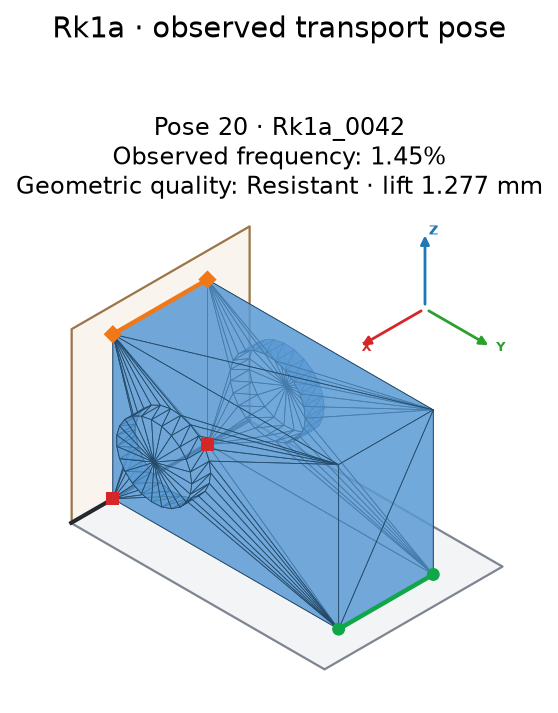 Rk1a · observed transport pose
Pose 20 · Rk1a_0042
Observed frequency: 1.45%
Geometric quality: Resistant · lift 1.277 mm
Z
X
Y